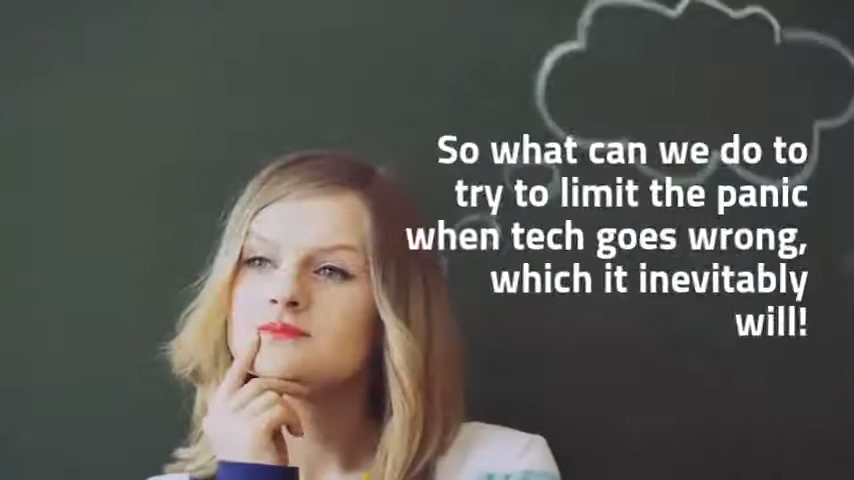 So what can we do to
try to limit the panic
when tech goes wrong,
which it inevitably
will!